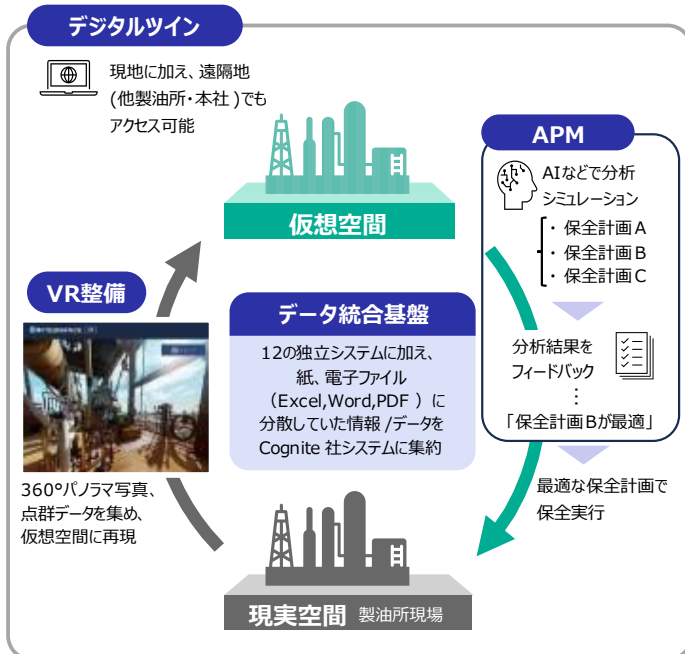 デジタルツイン
現地に加え、遠隔地
(他製油所・本社)でも
アクセス可能
仮想空間
APM
AIなどで分析
シミュレーション
・ 保全計画A
・ 保全計画B
・ 保全計画C
分析結果を
フィードバック
⋮
「保全計画Bが最適」
最適な保全計画で
保全実行
VR整備
360°パノラマ写真、
点群データを集め、
仮想空間に再現
データ統合基盤
12の独立システムに加え、
紙、電子ファイル
（Excel,Word,PDF ）に
分散していた情報 /データを
Cognite 社システムに集約
現実空間 製油所現場